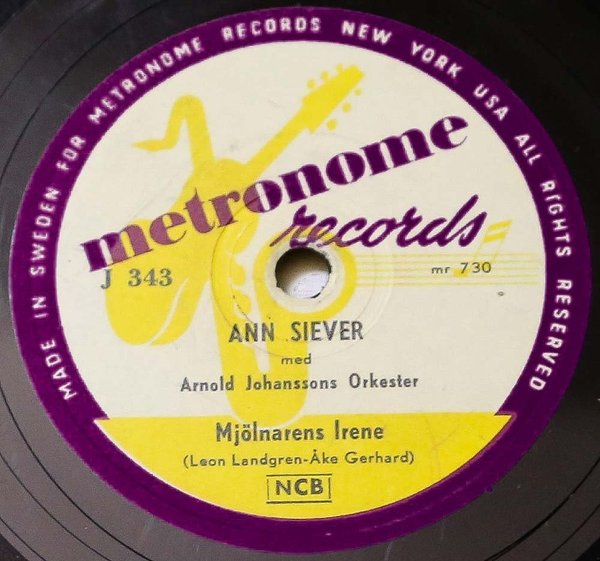 MADE IN SWEDEN FOR METRONOME RECORDS NEW YORK USA ALL RIGHTS RESERVED
metronome
records
J 343
mr 730
ANN SIEVER
med
Arnold Johanssons Orkester
Mjölnarens Irene
(Leon Landgren-Åke Gerhard)
NCB